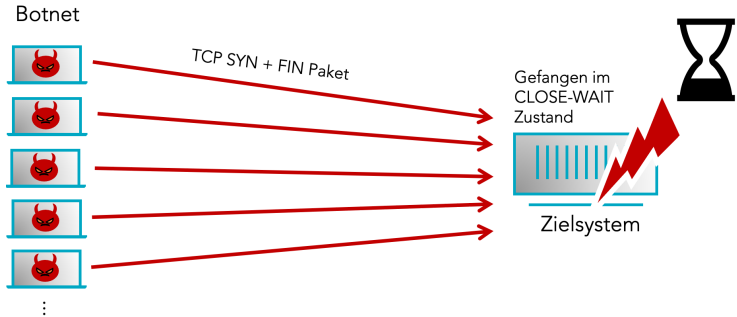 Botnet
TCP SYN + FIN Paket
Gefangen im
CLOSE-WAIT
Zustand
Zielsystem
...